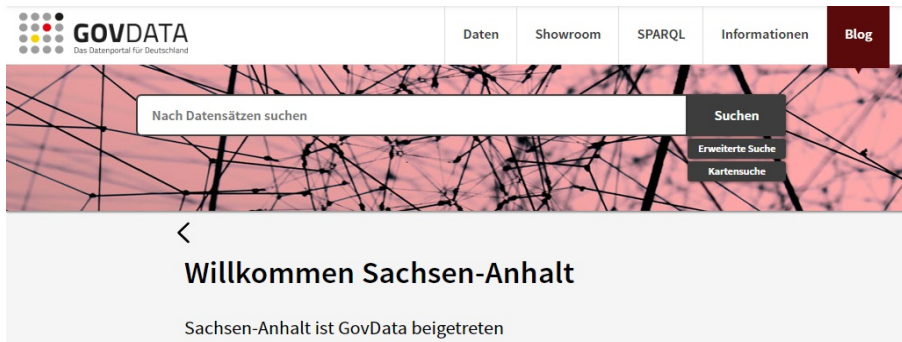 GOVDATA
Das Datenportal für Deutschland
Daten
Showroom
SPARQL
Informationen
Blog
Nach Datensätzen suchen
Suchen
Erweiterte Suche
Kartensuche
Willkommen Sachsen-Anhalt
Sachsen-Anhalt ist GovData beigetreten